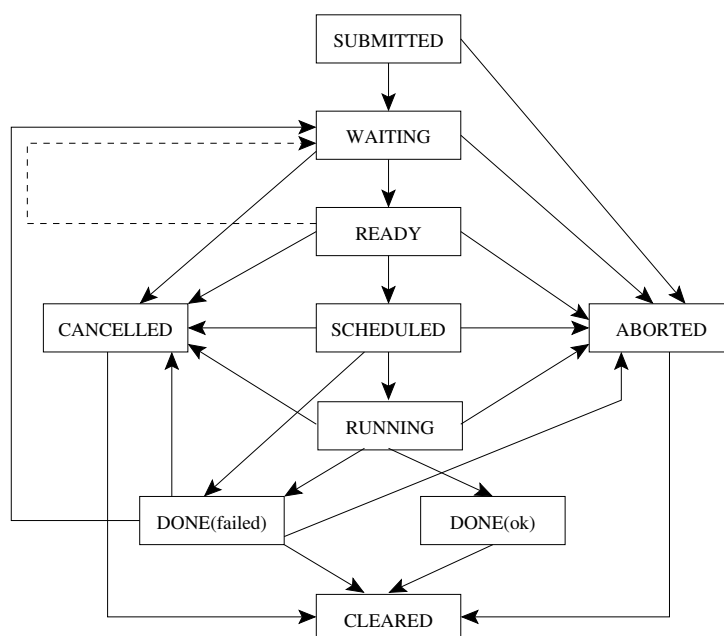 SUBMITTED
WAITING
READY
CANCELLED
SCHEDULED
ABORTED
RUNNING
DONE(failed)
DONE(ok)
CLEARED